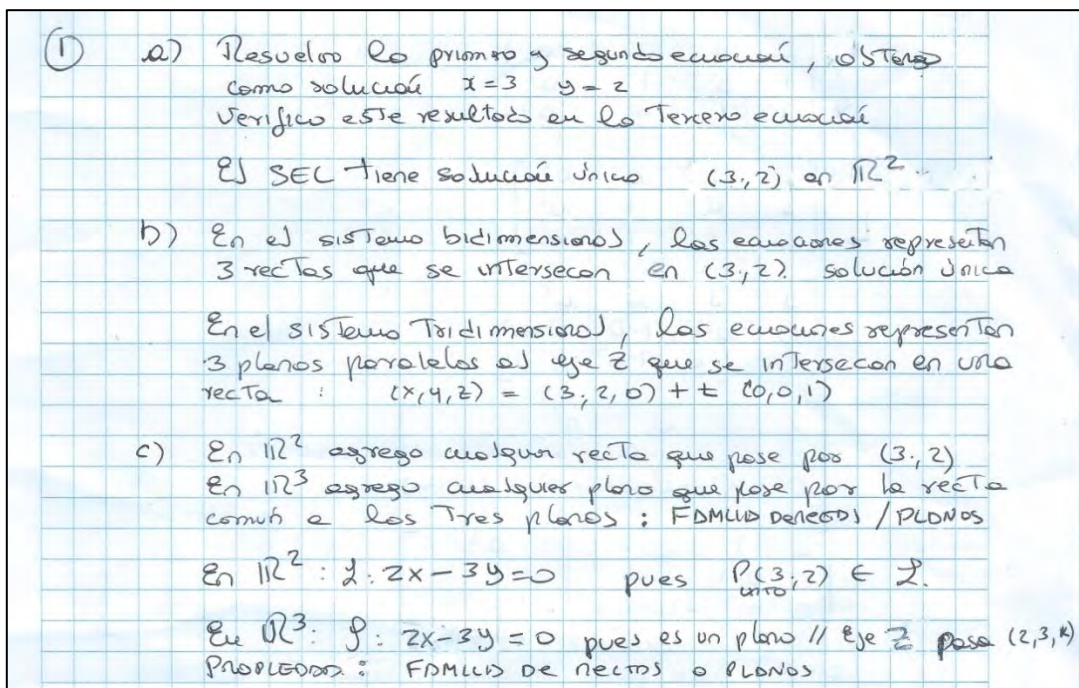 ① a) Resuelvo la primera y segunda ecuación, obtengo
como solución x=3 y=2
Verifico este resultado en la Tercera ecuación
El SEL tiene solución única (3;2) en ℝ²
b) En el sistema bidimensional, las ecuaciones representan
3 rectas que se intersecan en (3;2). solución única
En el sistema Tridimensional, las ecuaciones representan
3 planos paralelos al eje Z que se intersecan en una
recta : (x,y,z) = (3;2,0) + t (0,0,1)
c) En ℝ² agrego cualquier recta que pase por (3;2)
En ℝ³ agrego cualquier plano que pase por la recta
común a los Tres planos : FAMILIA DE RECTAS / PLANOS
En ℝ² : L : 2x-3y=0 pues P(3;2) ∈ L.
punto
En ℝ³ : P : 2x-3y=0 pues es un plano // Eje Z pasa (2,3,k)
PROPIEDAD : FAMILIA DE RECTAS o PLANOS